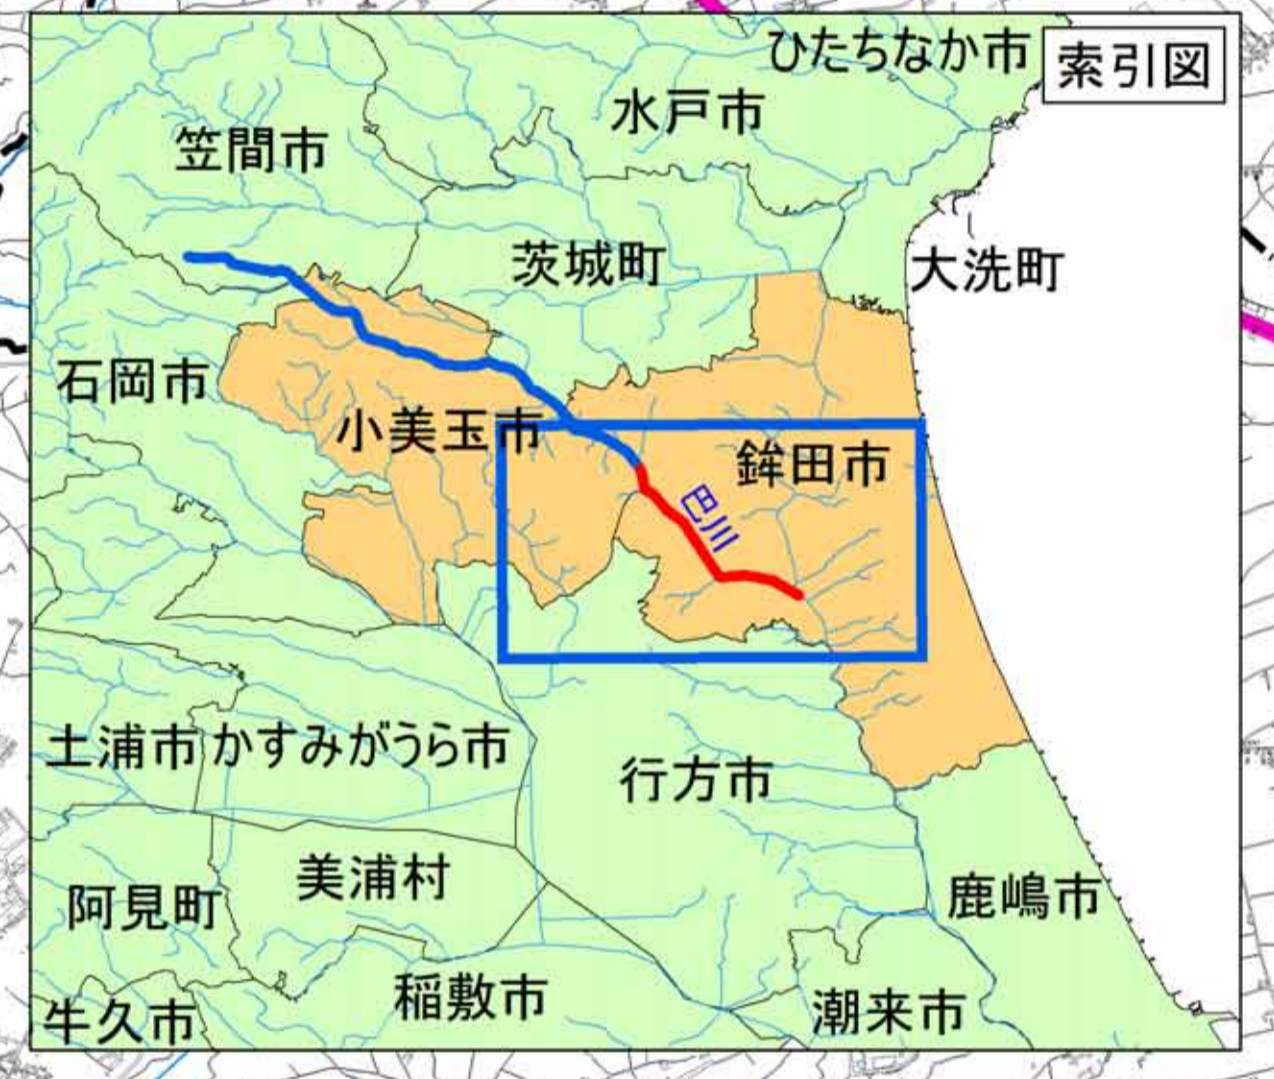 ひたちなか市
索引図
水戸市
笠間市
茨城町
大洗町
石岡市
小美玉市
鉾田市
巴川
土浦市
かすみがうら市
行方市
美浦村
阿見町
鹿嶋市
稲敷市
潮来市
牛久市